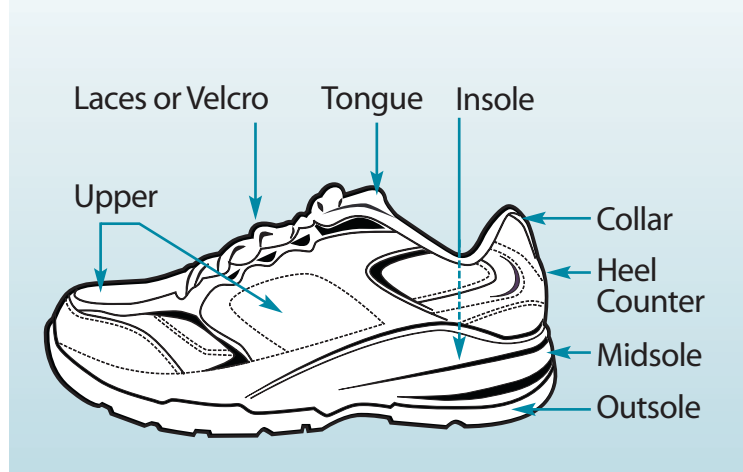 Laces or Velcro
Tongue
Insole
Upper
Collar
Heel
Counter
Midsole
Outsole